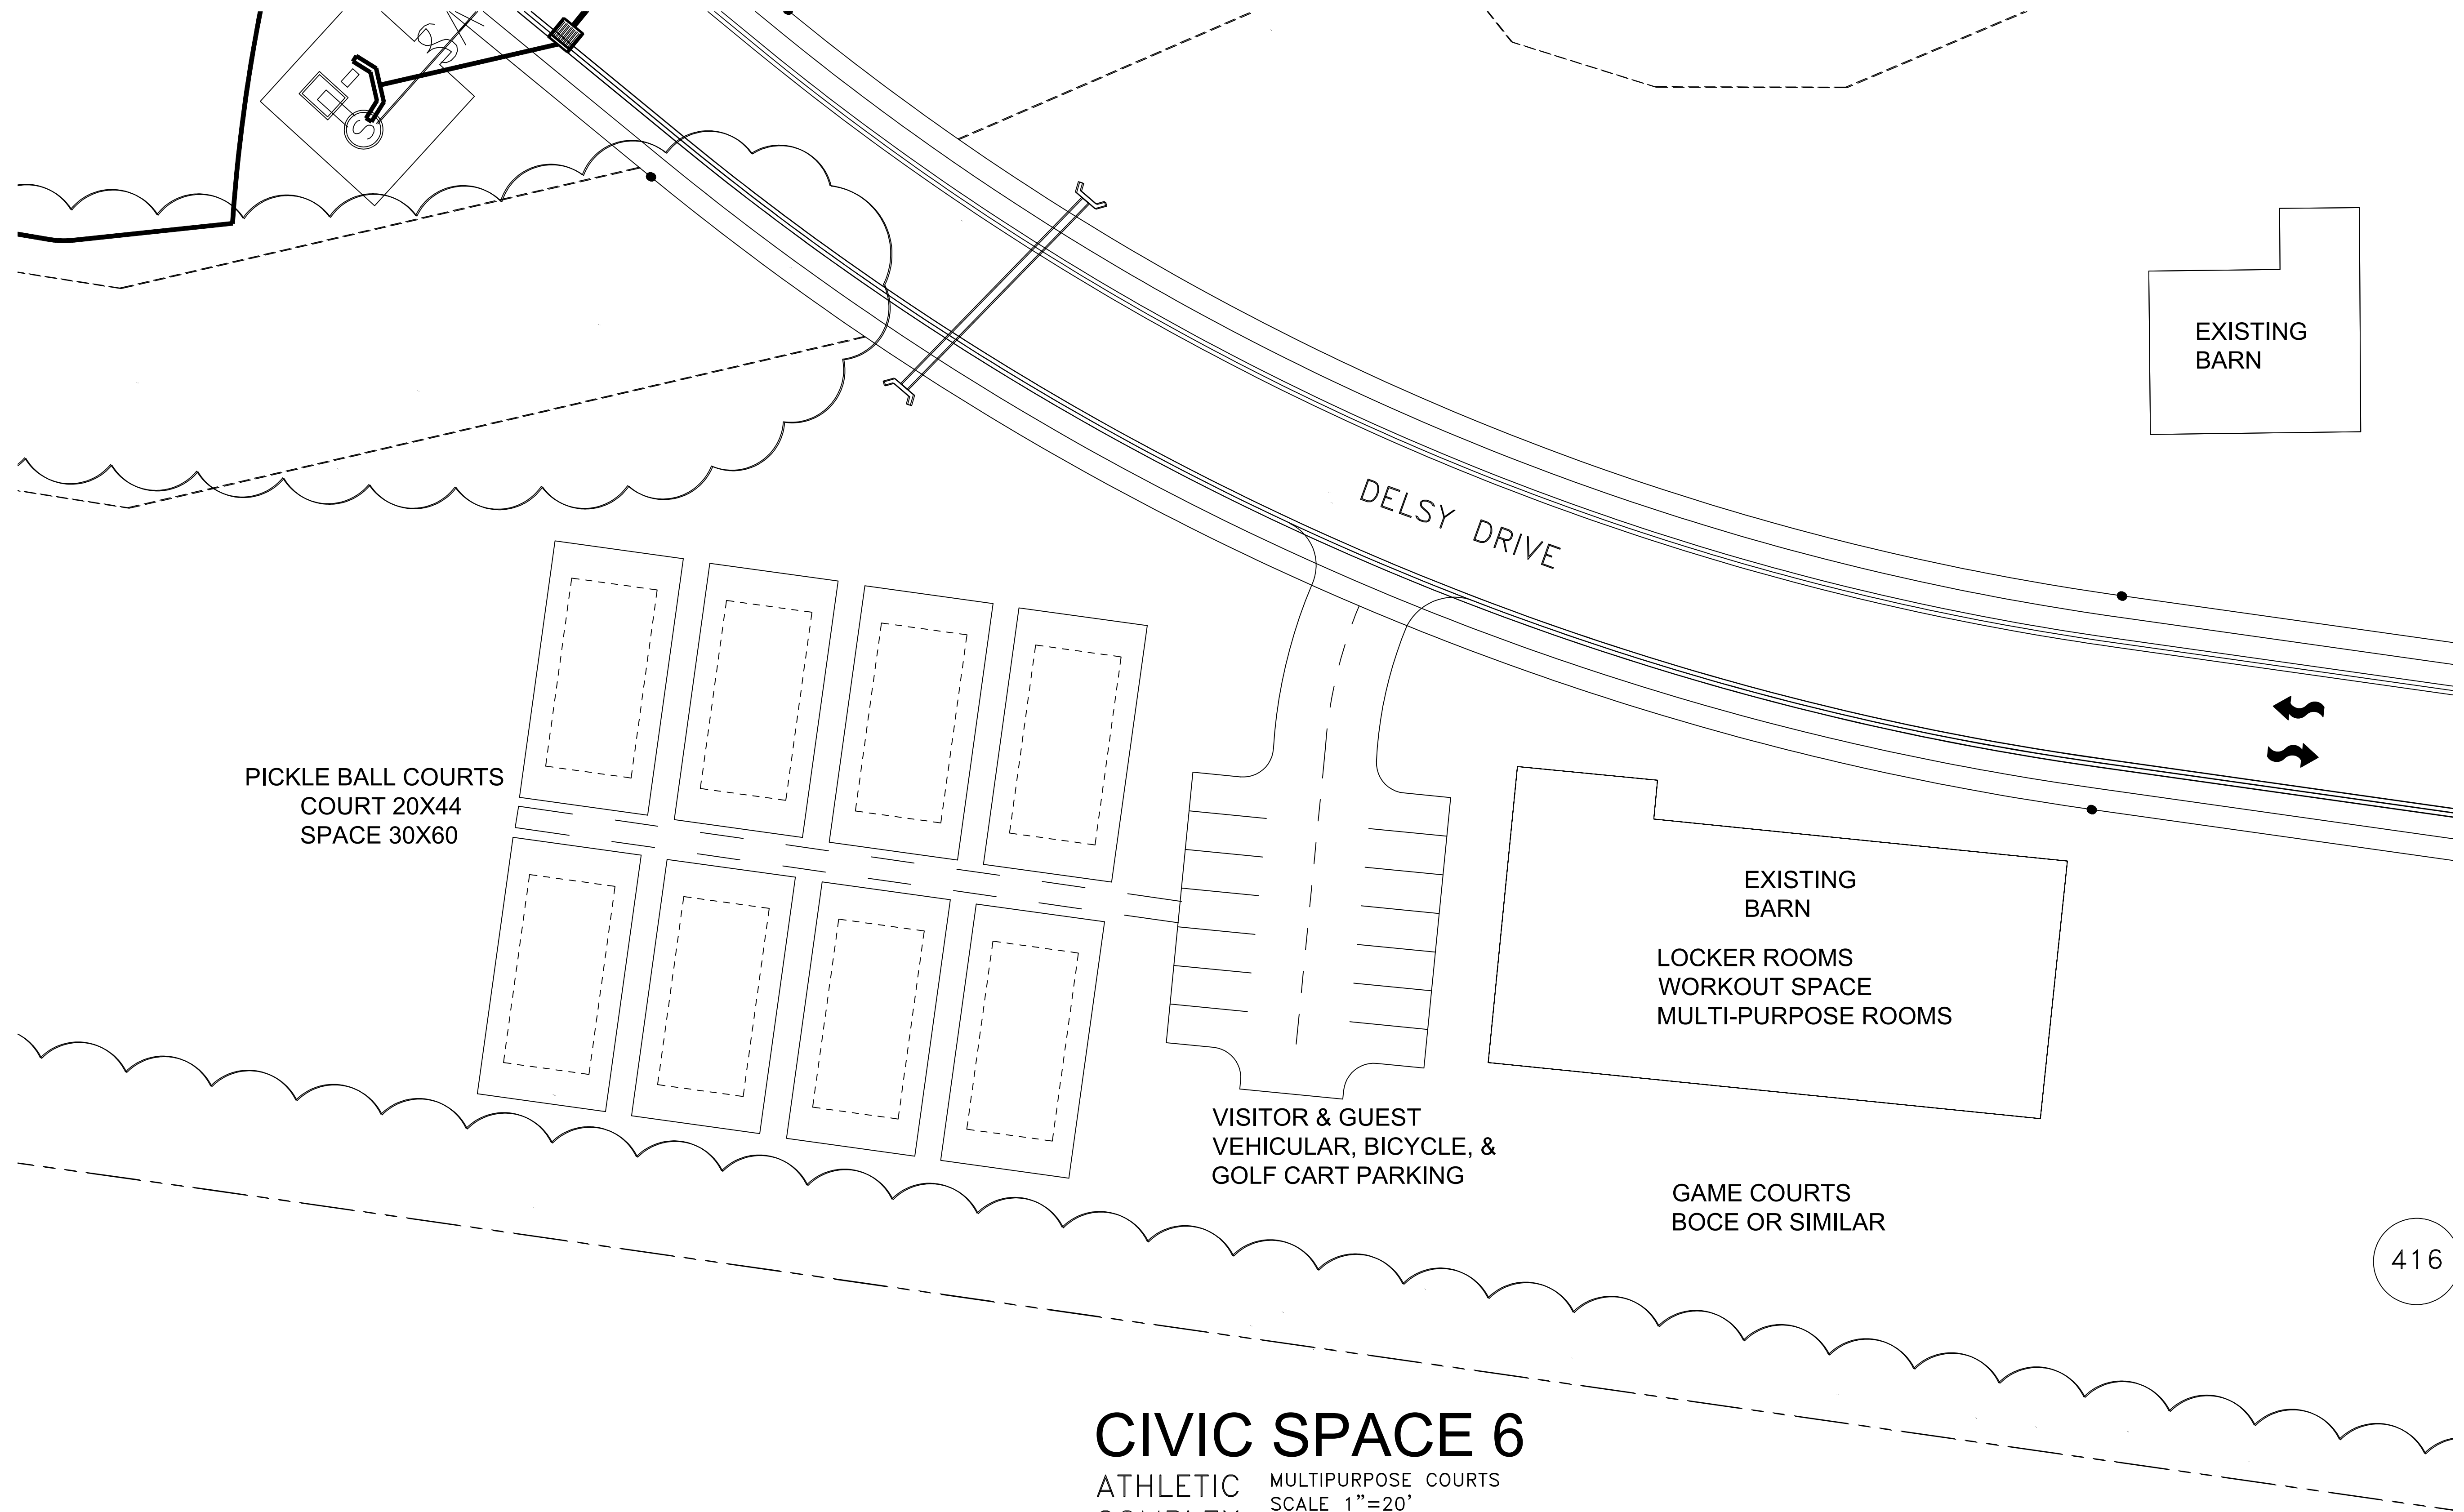 EXISTING
BARN
DELSY DRIVE
PICKLE BALL COURTS
COURT 20X44
SPACE 30X60
EXISTING
BARN
LOCKER ROOMS
WORKOUT SPACE
MULTI-PURPOSE ROOMS
VISITOR & GUEST
VEHICULAR, BICYCLE, &
GOLF CART PARKING
GAME COURTS
BOCE OR SIMILAR
416
CIVIC SPACE 6
ATHLETIC
MULTIPURPOSE COURTS
SCALE 1"=20'